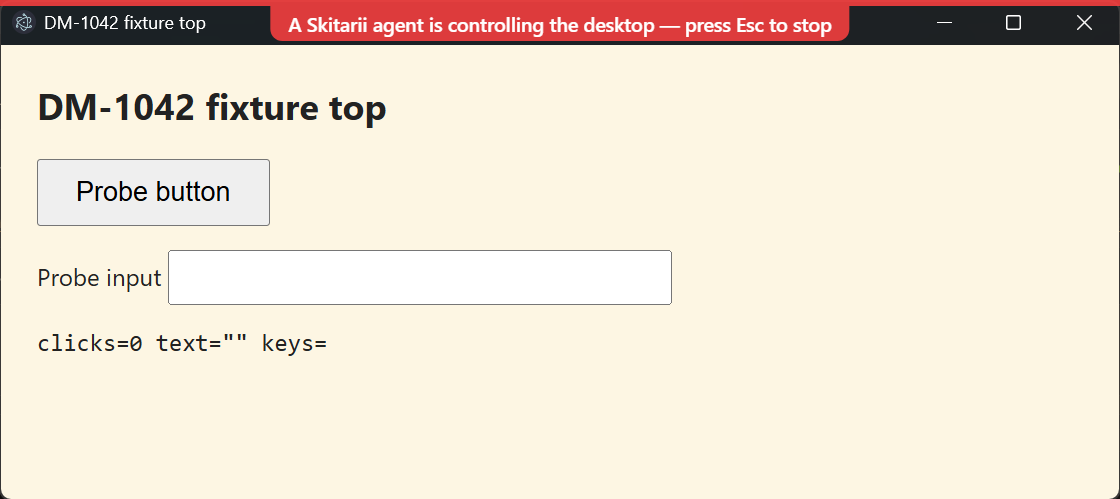 DM-1042 fixture top
A Skitarii agent is controlling the desktop — press Esc to stop
DM-1042 fixture top
Probe button
Probe input
clicks=0 text="" keys=